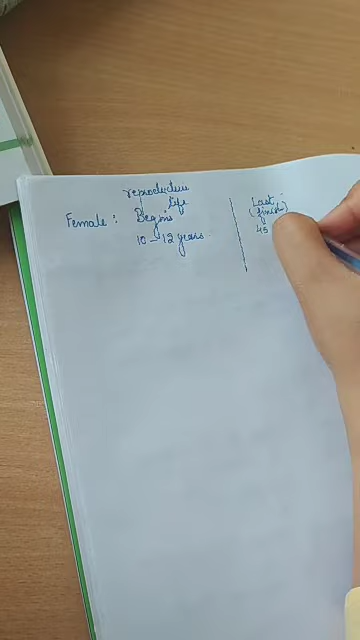 reproductive
life
Female : Begins
10 – 12 years
Last
(finish)
45